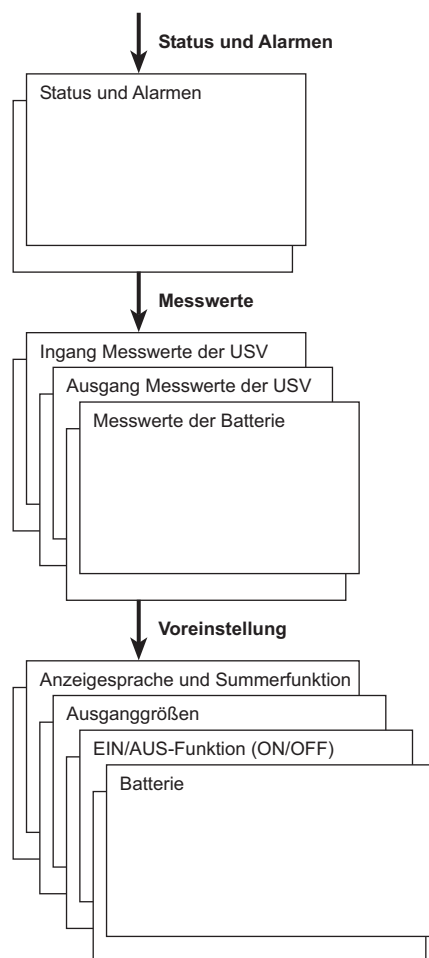 Status und Alarmen
Status und Alarmen
Messwerte
Ingang Messwerte der USV
Ausgang Messwerte der USV
Messwerte der Batterie
Voreinstellung
Anzeigesprache und Summerfunktion
Ausganggrößen
EIN/AUS-Funktion (ON/OFF)
Batterie